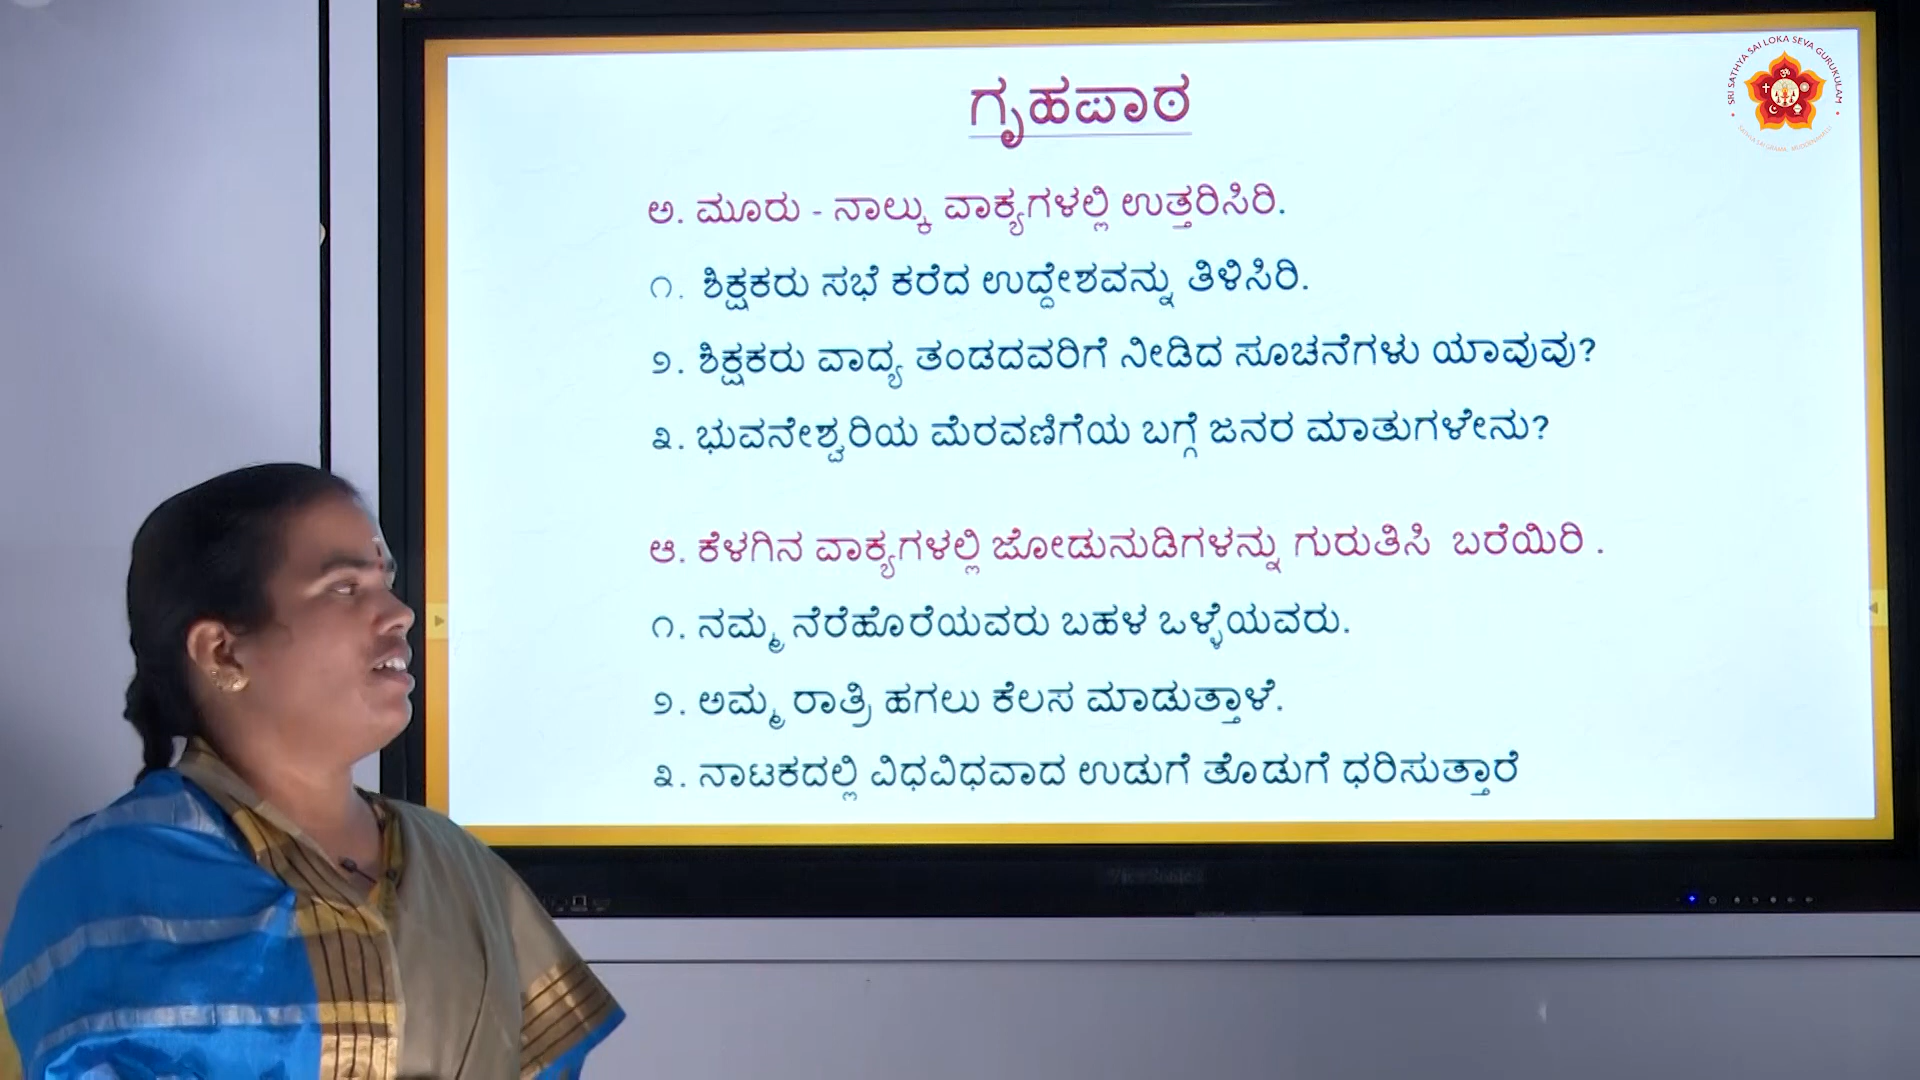 ಗೃಹಪಾಠ
ಅ. ಮೂರು - ನಾಲ್ಕು ವಾಕ್ಯಗಳಲ್ಲಿ ಉತ್ತರಿಸಿರಿ.
೧. ಶಿಕ್ಷಕರು ಸಭೆ ಕರೆದ ಉದ್ದೇಶವನ್ನು ತಿಳಿಸಿರಿ.
೨. ಶಿಕ್ಷಕರು ವಾದ್ಯ ತಂಡದವರಿಗೆ ನೀಡಿದ ಸೂಚನೆಗಳು ಯಾವುವು?
೩. ಭುವನೇಶ್ವರಿಯ ಮೆರವಣಿಗೆಯ ಬಗ್ಗೆ ಜನರ ಮಾತುಗಳೇನು?
ಆ. ಕೆಳಗಿನ ವಾಕ್ಯಗಳಲ್ಲಿ ಜೋಡುನುಡಿಗಳನ್ನು ಗುರುತಿಸಿ ಬರೆಯಿರಿ .
೧. ನಮ್ಮ ನೆರೆಹೊರೆಯವರು ಬಹಳ ಒಳ್ಳೆಯವರು.
೨. ಅಮ್ಮ ರಾತ್ರಿ ಹಗಲು ಕೆಲಸ ಮಾಡುತ್ತಾಳೆ.
೩. ನಾಟಕದಲ್ಲಿ ವಿಧವಿಧವಾದ ಉಡುಗೆ ತೊಡುಗೆ ಧರಿಸುತ್ತಾರೆ
SRI SATHYA SAI LOKA SEVA GURUKULAM